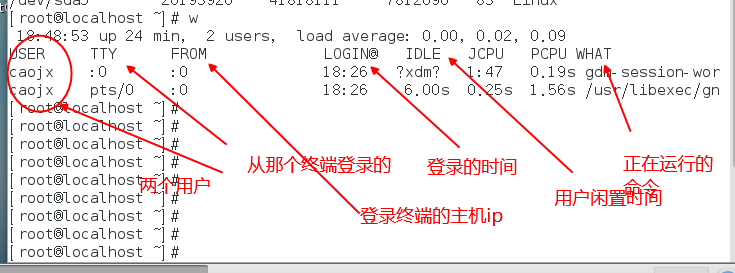 [root@localhost ~]# w
18:48:53 up 24 min, 2 users, load average: 0.00, 0.02, 0.09
USER TTY FROM LOGIN@ IDLE JCPU PCPU WHAT
caojx :0 :0 18:26 ?xdm? 1:47 0.19s gdm-session-wor
caojx pts/0 :0 18:26 6.00s 0.25s 1.56s /usr/libexec/gn
[root@localhost ~]#
[root@localhost ~]#
[root@localhost ~]#
[root@localhost ~]#
[root@localhost ~]#
[root@localhost ~]#
[root@localhost ~]#
[root@localhost ~]#
[root@localhost ~]#
从那个终端登录的
登录的时间
正在运行的
命令
两个用户
用户闲置时间
登录终端的主机ip